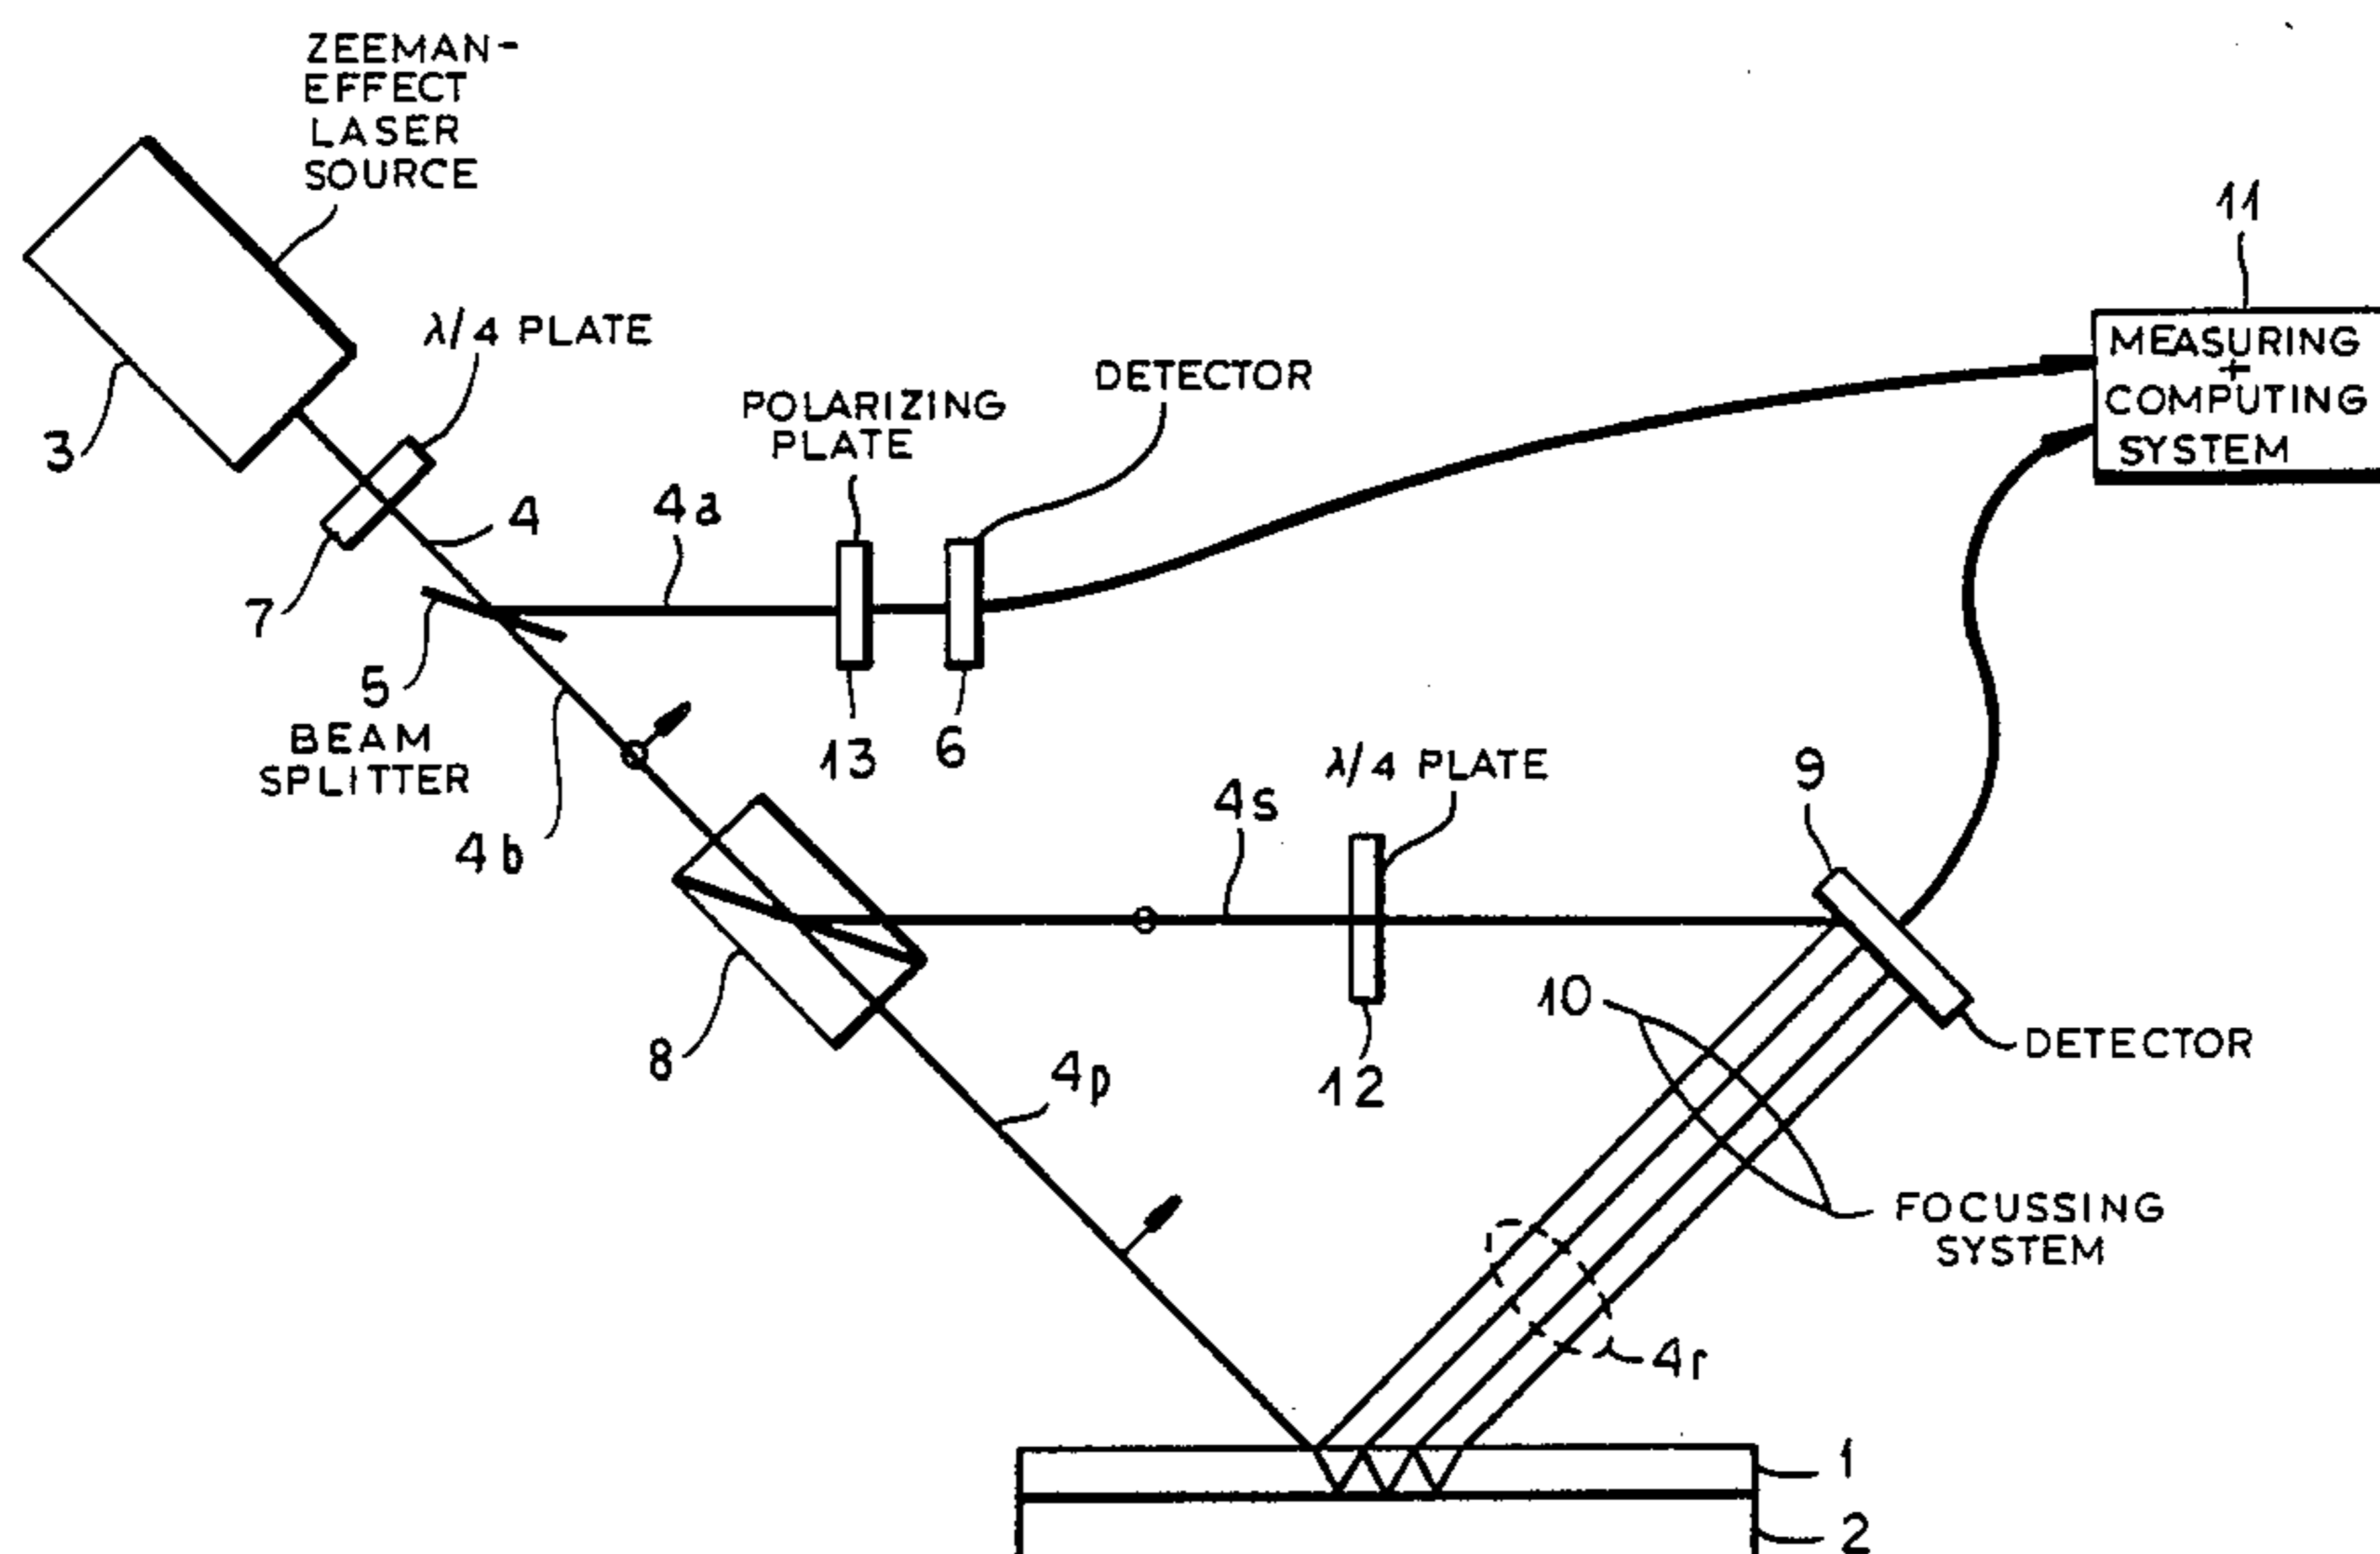 ZEEMAN-
EFFECT
LASER
SOURCE
11
λ/4 PLATE
MEASURING
+
COMPUTING
SYSTEM
DETECTOR
POLARIZING
PLATE
3
4
4a
7
5
BEAM
SPLITTER
13
6
λ/4 PLATE
9
4s
4b
10
8
DETECTOR
4p
12
FOCUSSING
SYSTEM
4r
1
2